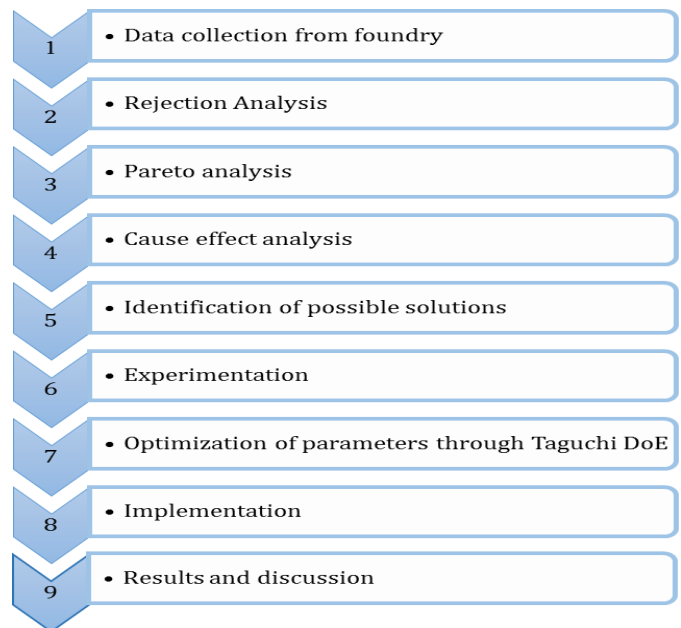 1 • Data collection from foundry
2 • Rejection Analysis
3 • Pareto analysis
4 • Cause effect analysis
5 • Identification of possible solutions
6 • Experimentation
7 • Optimization of parameters through Taguchi DoE
8 • Implementation
9 • Results and discussion